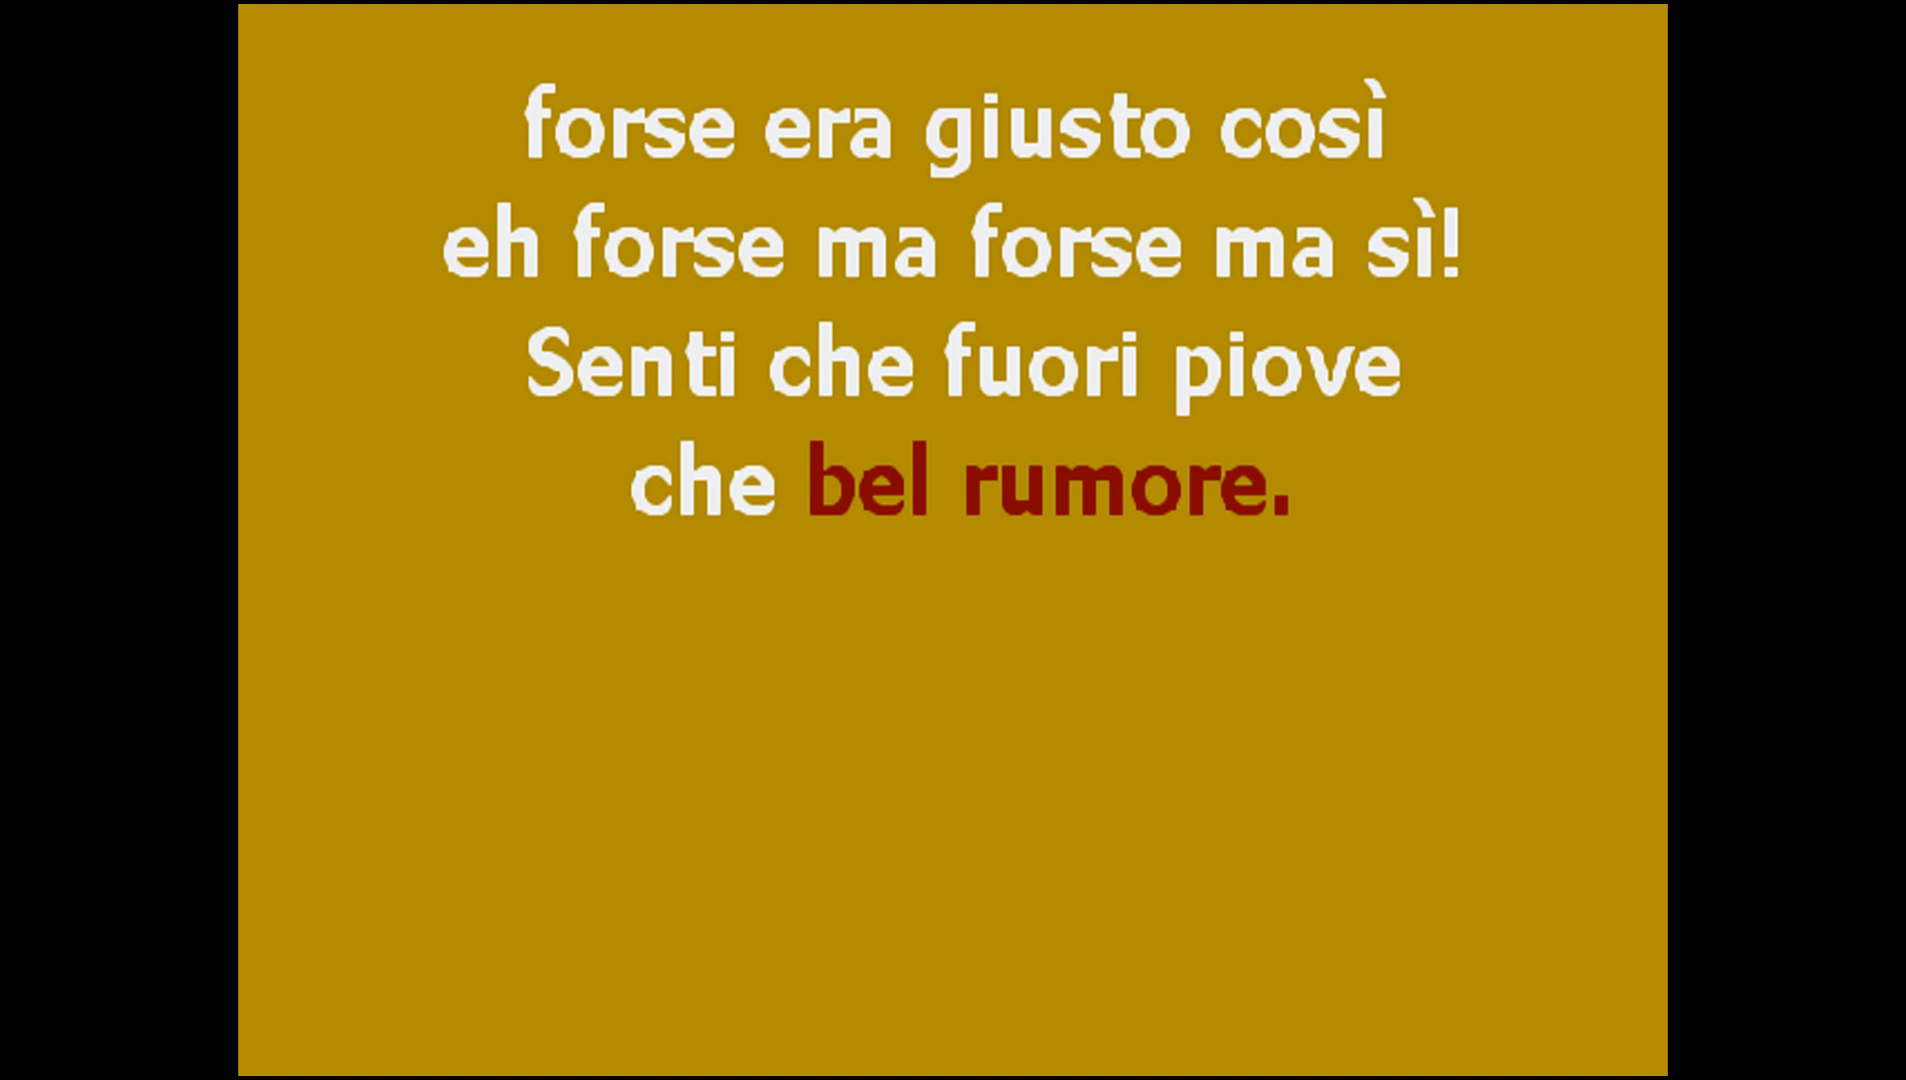 forse era giusto così
eh forse ma forse ma sì!
Senti che fuori piove
che bel rumore.